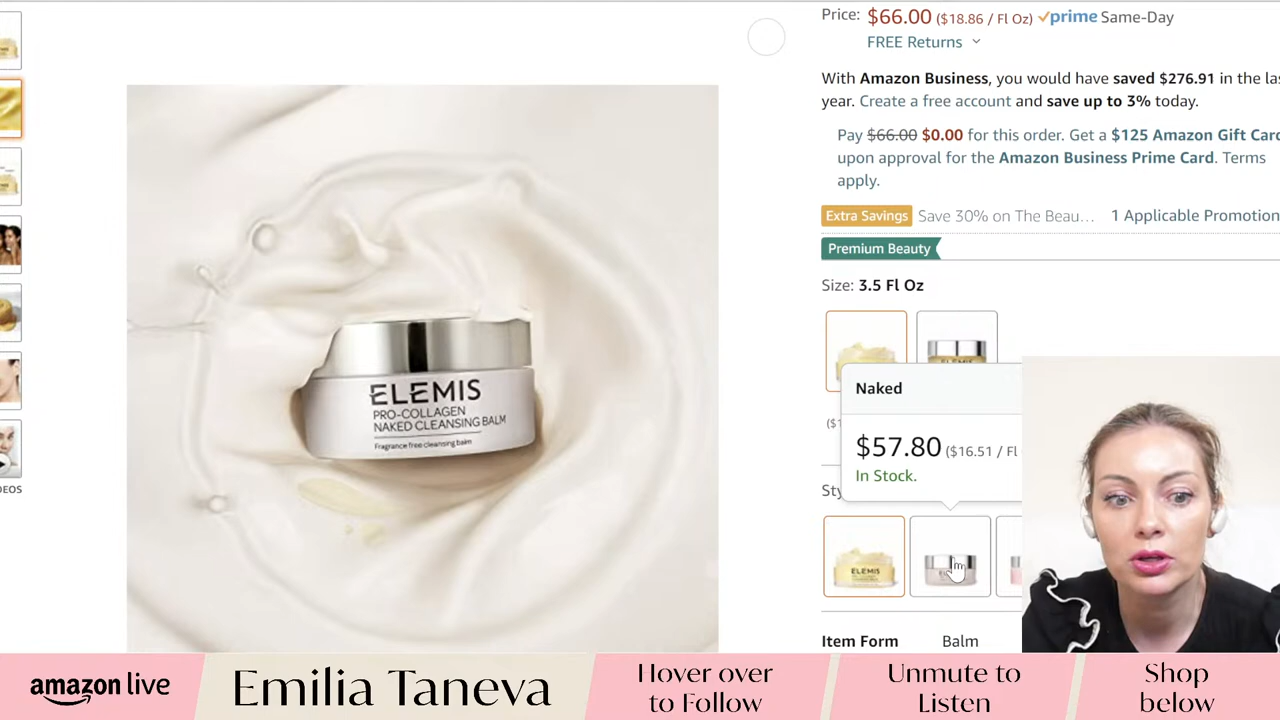 Price: $66.00 ($18.86 / Fl Oz) prime Same-Day
FREE Returns
With Amazon Business, you would have saved $276.91 in the
year. Create a free account and save up to 3% today.
Pay $66.00 $0.00 for this order. Get a $125 Amazon Gift
upon approval for the Amazon Business Prime Card. Terms
apply.
Extra Savings Save 30% on The Beau… 1 Applicable Promotion
Premium Beauty
Size: 3.5 Fl Oz
Naked
$57.80 ($16.51 / Fl
In Stock.
ELEMIS
PRO-COLLAGEN
NAKED CLEANSING BALM
Fragrance free cleansing balm
ELEMIS
Item Form Balm
amazon live
Emilia Taneva
Hover over
to Follow
Unmute to
Listen
Shop
below